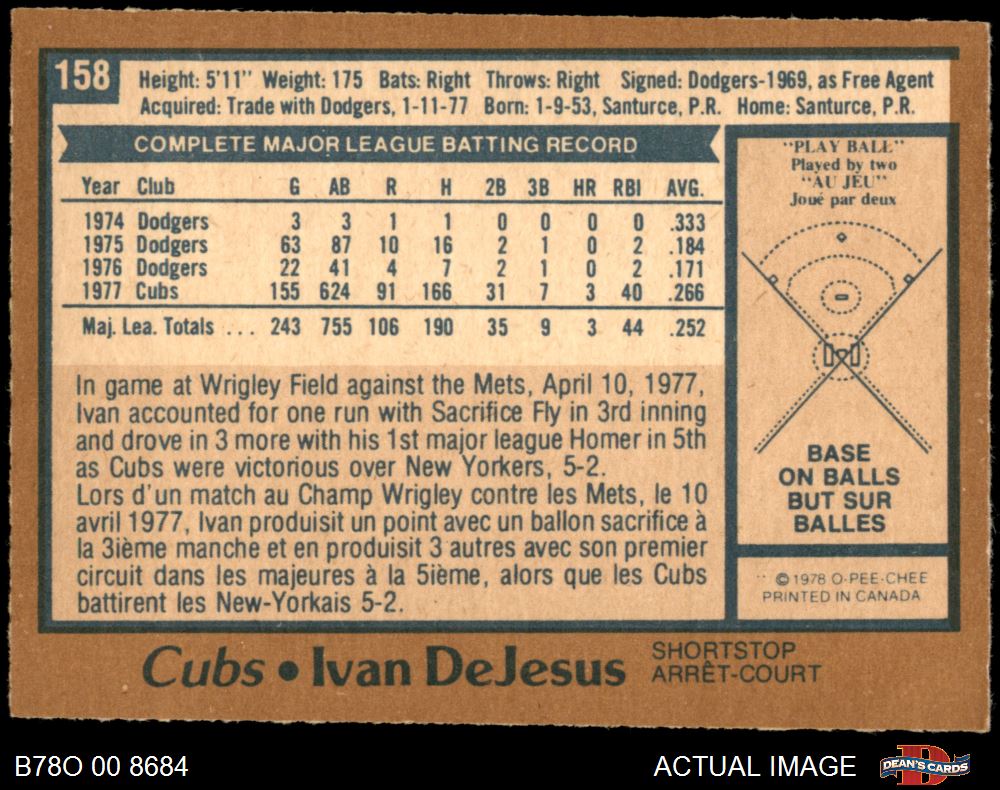 158
Height: 5'11" Weight: 175 Bats: Right Throws: Right Signed: Dodgers-1969, as Free Agent
Acquired: Trade with Dodgers, 1-11-77 Born: 1-9-53, Santurce, P.R. Home: Santurce, P.R.
COMPLETE MAJOR LEAGUE BATTING RECORD
Year Club G AB R H 2B 3B HR RBI AVG.
1974 Dodgers 3 3 1 1 0 0 0 0 .333
1975 Dodgers 63 87 10 16 2 1 0 2 .184
1976 Dodgers 22 41 4 7 2 1 0 2 .171
1977 Cubs 155 624 91 166 31 7 3 40 .266
Maj. Lea. Totals ... 243 755 106 190 35 9 3 44 .252
In game at Wrigley Field against the Mets, April 10, 1977,
Ivan accounted for one run with Sacrifice Fly in 3rd inning
and drove in 3 more with his 1st major league Homer in 5th
as Cubs were victorious over New Yorkers, 5-2.
Lors d'un match au Champ Wrigley contre les Mets, le 10
avril 1977, Ivan produisit un point avec un ballon sacrifice à
la 3ième manche et en produisit 3 autres avec son premier
circuit dans les majeures à la 5ième, alors que les Cubs
battirent les New-Yorkais 5-2.
"PLAY BALL"
Played by two
"AU JEU"
Joué par deux
BASE
ON BALLS
BUT SUR
BALLES
© 1978 O-PEE-CHEE
PRINTED IN CANADA
Cubs • Ivan DeJesus
SHORTSTOP
ARRÊT-COURT
B78O 00 8684
ACTUAL IMAGE
DEAN'S CARDS